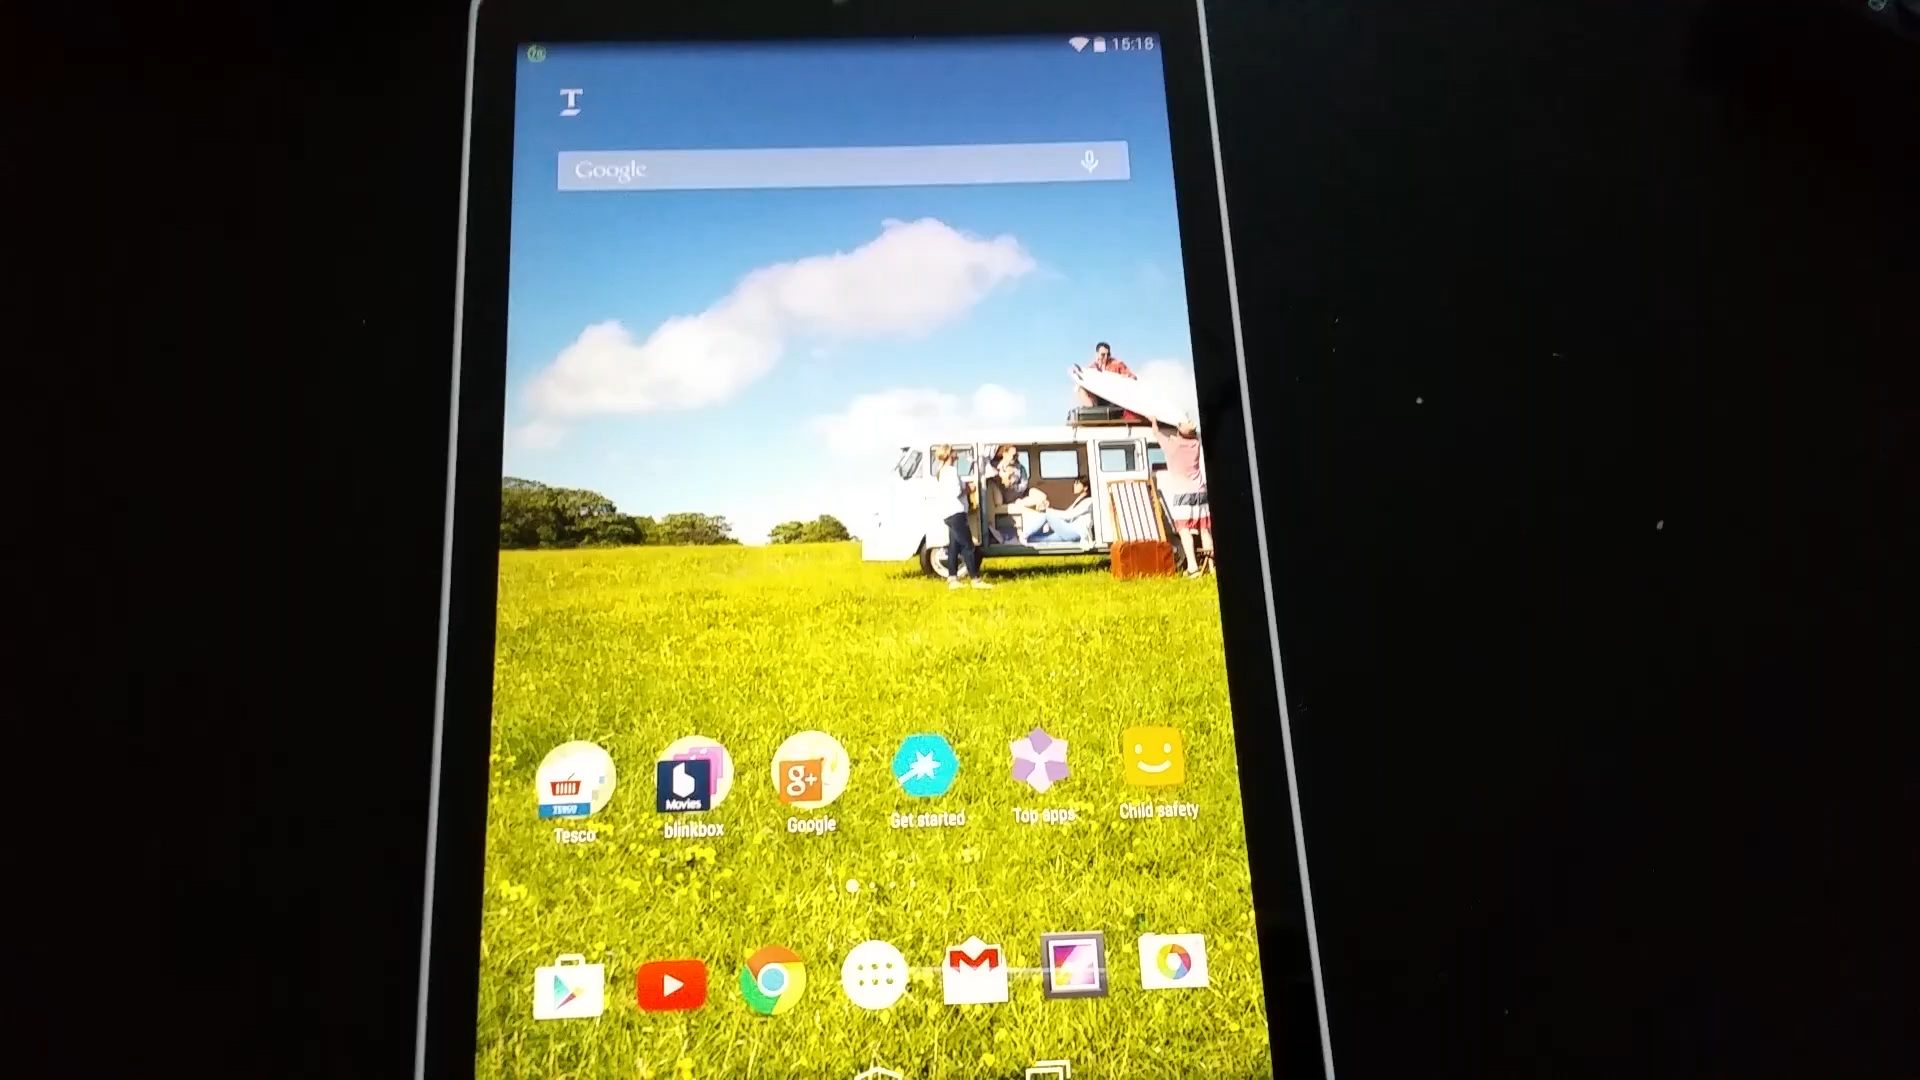 15:18
T
Google
TESCO
Movies
g+
Tesco
blinkbox
Google
Get started
Top apps
Child safety